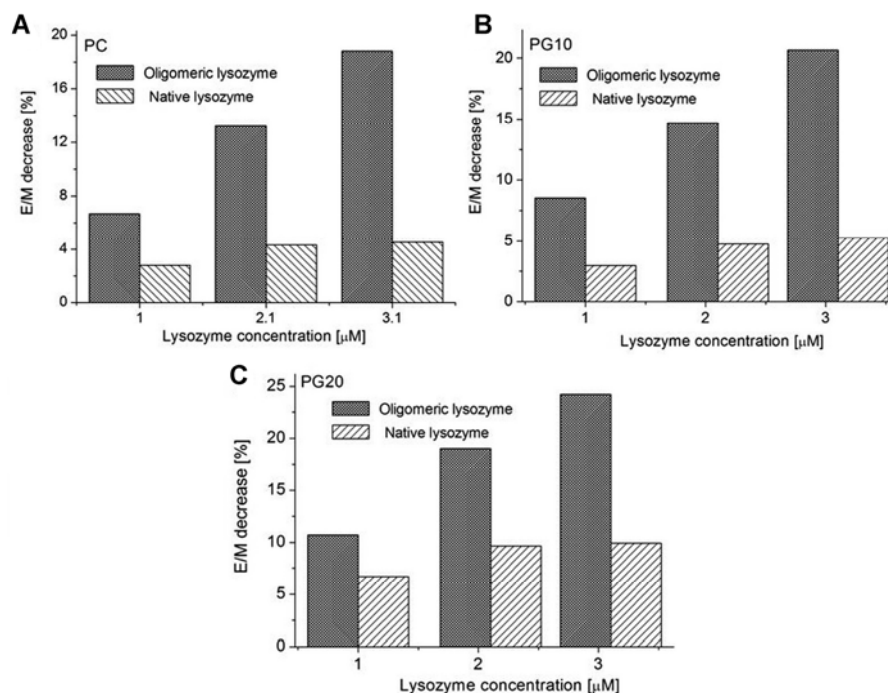 A
PC
Oligomeric lysozyme
Native lysozyme
E/M decrease [%]
20
18
16
12
8
6
4
0
1
2.1
3.1
Lysozyme concentration [μM]
B
PG10
Oligomeric lysozyme
Native lysozyme
E/M decrease [%]
20
15
10
5
0
1
2
3
Lysozyme concentration [μM]
C
PG20
Oligomeric lysozyme
Native lysozyme
E/M decrease [%]
25
20
15
10
5
0
1
2
3
Lysozyme concentration [μM]